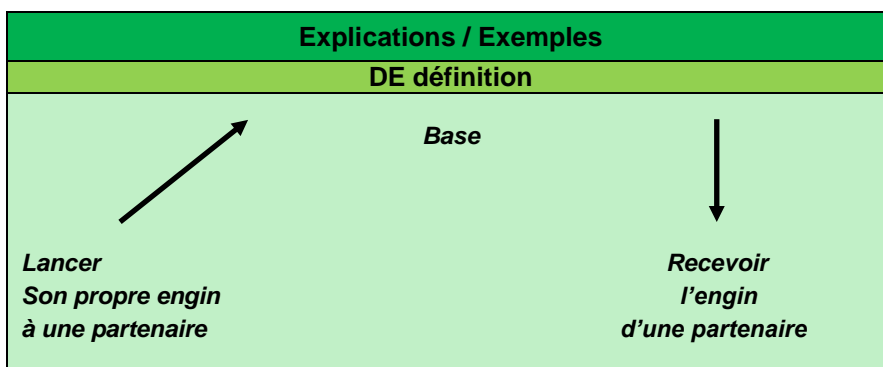 Explications / Exemples
DE définition
Base
Lancer
Son propre engin
à une partenaire
Recevoir
l’engin
d’une partenaire